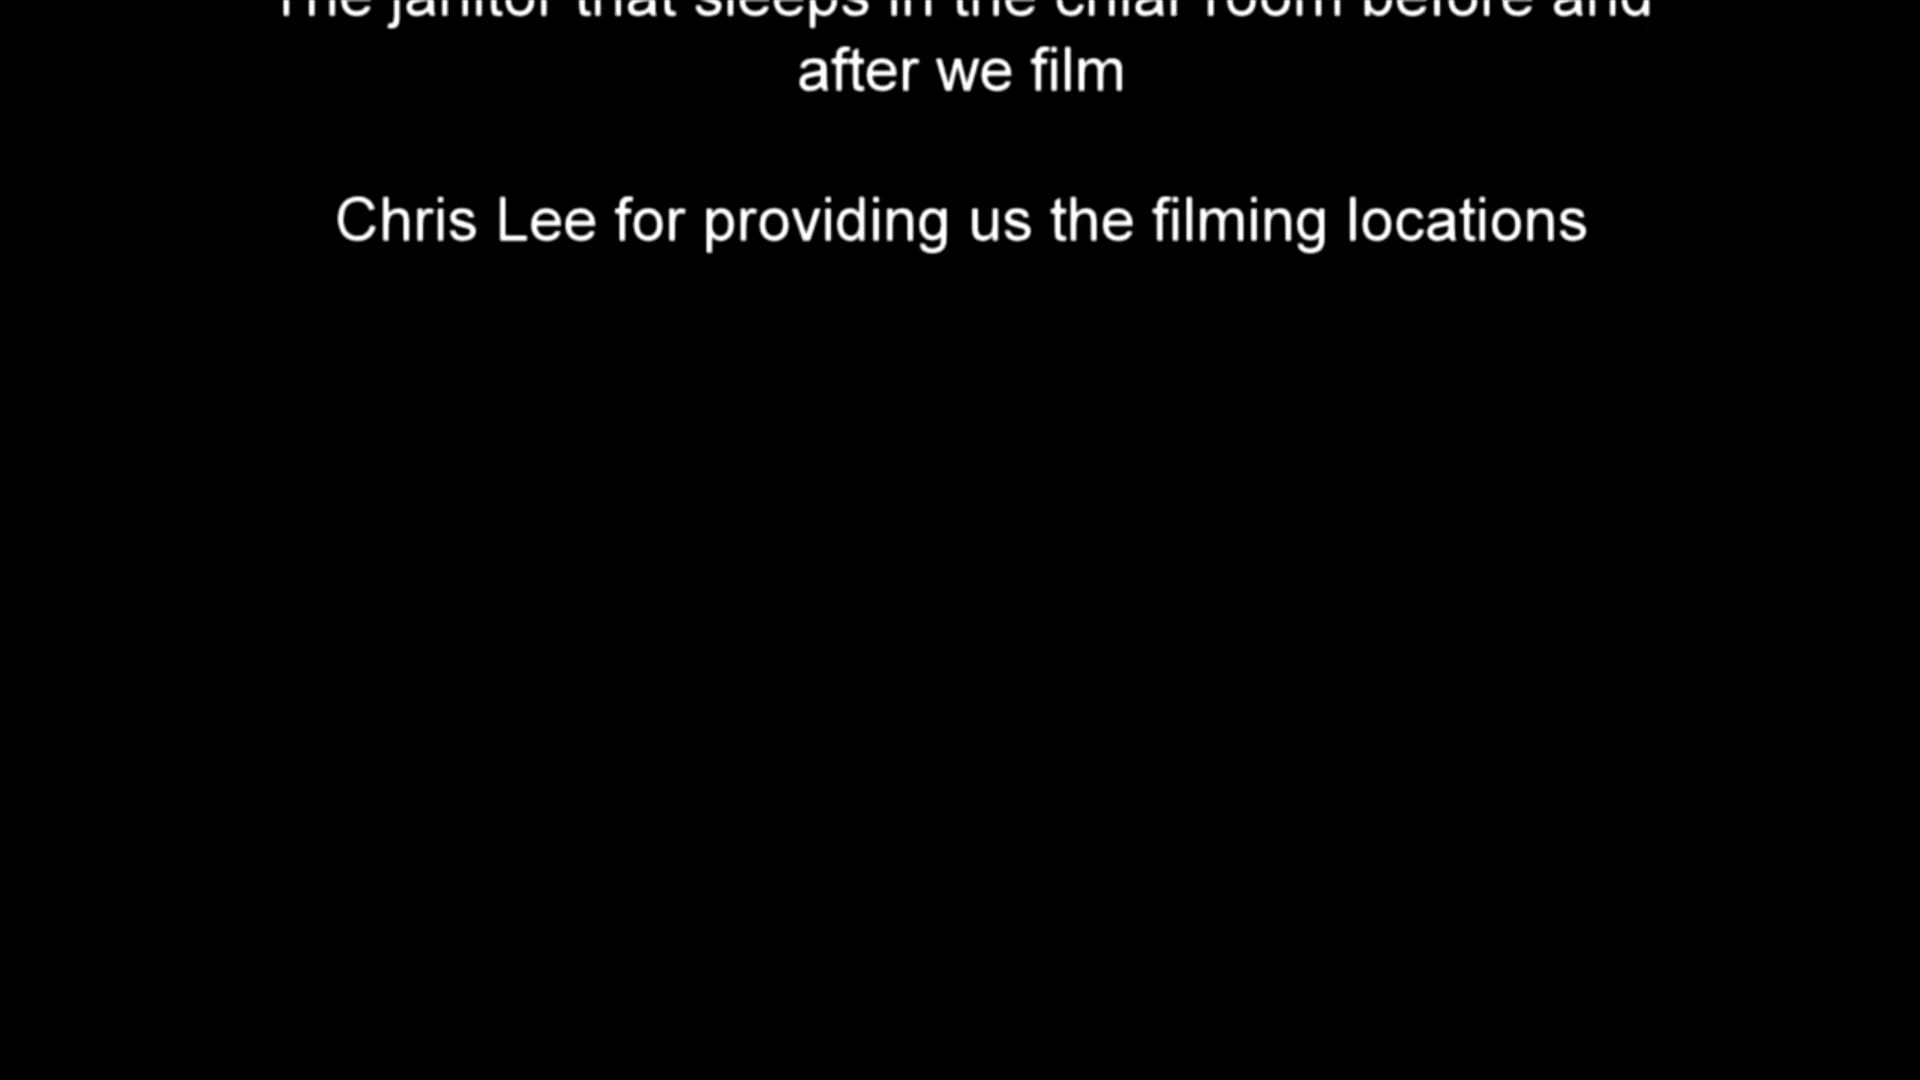 The janitor that sleeps in the chiar room before and
after we film
Chris Lee for providing us the filming locations